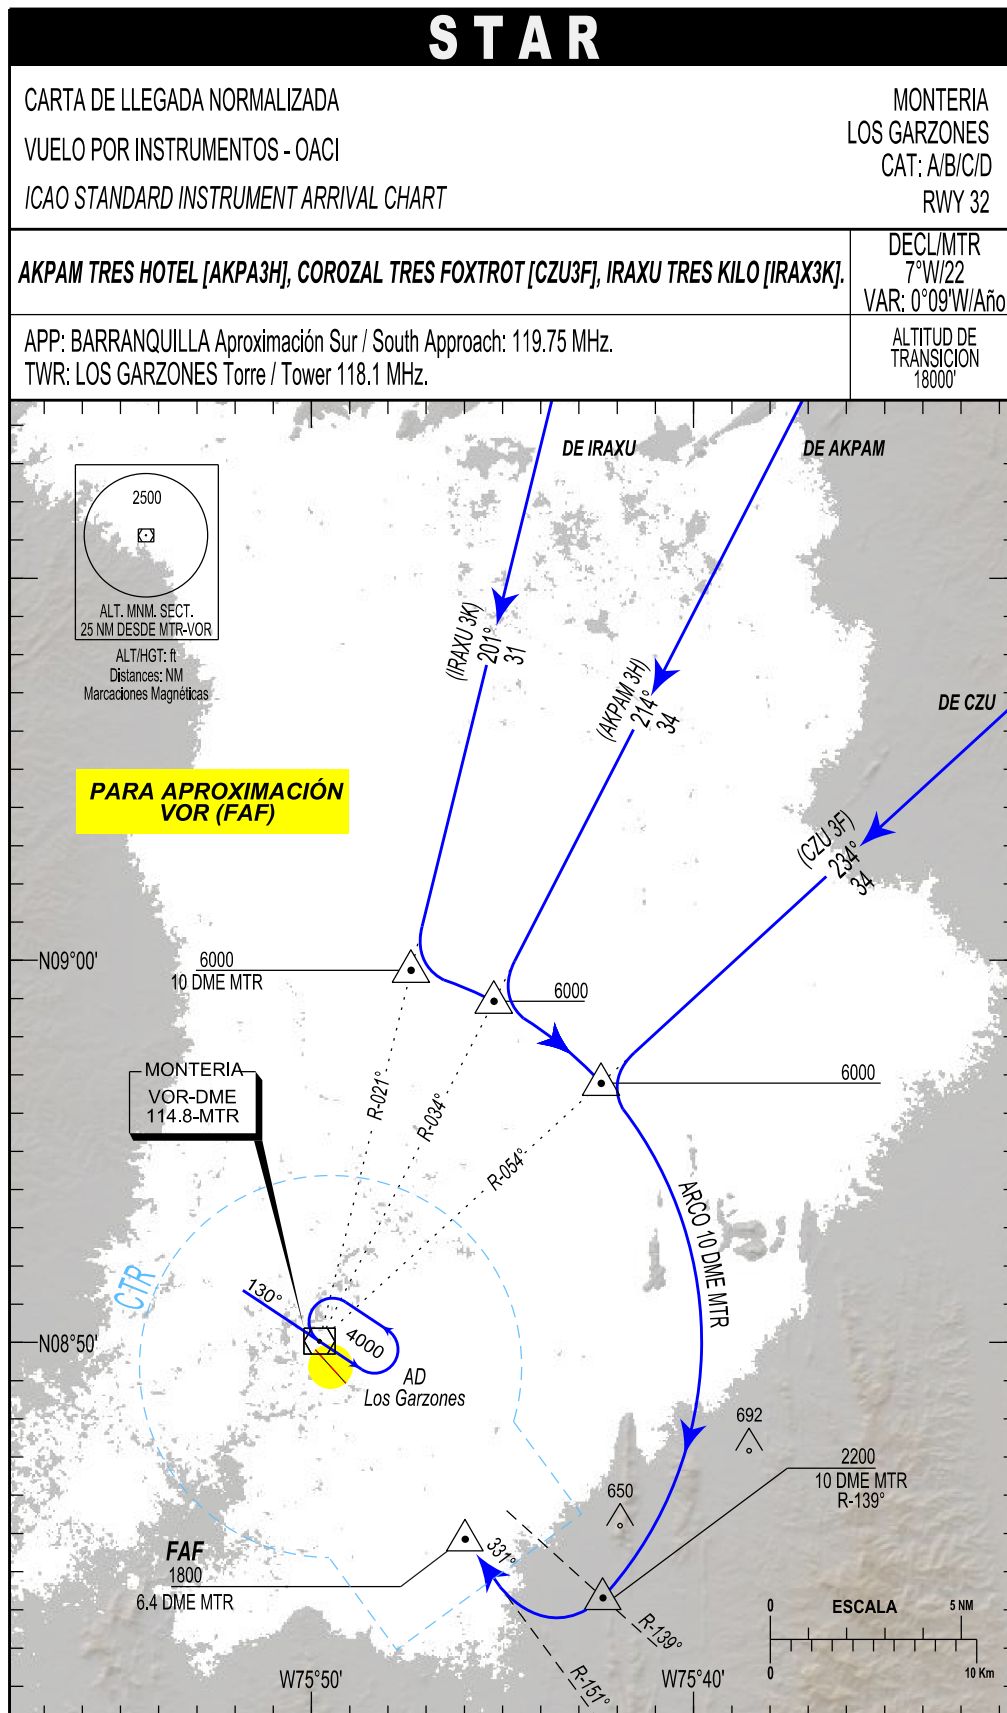 STAR
CARTA DE LLEGADA NORMALIZADA
VUELO POR INSTRUMENTOS - OACI
ICAO STANDARD INSTRUMENT ARRIVAL CHART
MONTERIA
LOS GARZONES
CAT: A/B/C/D
RWY 32
AKPAM TRES HOTEL [AKPA3H], COROZAL TRES FOXTROT [CZU3F], IRAXU TRES KILO [IRAX3K].
DECL/MTR
7°W/22
VAR: 0°09'W/Año
APP: BARRANQUILLA Aproximación Sur / South Approach: 119.75 MHz.
TWR: LOS GARZONES Torre / Tower 118.1 MHz.
ALTITUD DE
TRANSICION
18000'
DE IRAXU
DE AKPAM
2500
ALT. MNM. SECT.
25 NM DESDE MTR-VOR
ALT/HGT: ft
Distances: NM
Marcaciones Magnéticas
(IRAXU 3K)
201°
31
(AKPAM 3H)
214°
34
DE CZU
PARA APROXIMACIÓN
VOR (FAF)
(CZU 3F)
234°
34
N09°00'
6000
10 DME MTR
6000
6000
MONTERIA
VOR-DME
114.8-MTR
R-021°
R-034°
R-054°
ARCO 10 DME MTR
CTR
130°
4000
N08°50'
AD
Los Garzones
692
2200
10 DME MTR
R-139°
650
331°
FAF
1800
6.4 DME MTR
R-139°
R-151°
0
ESCALA
5 NM
0
10 Km
W75°50'
W75°40'